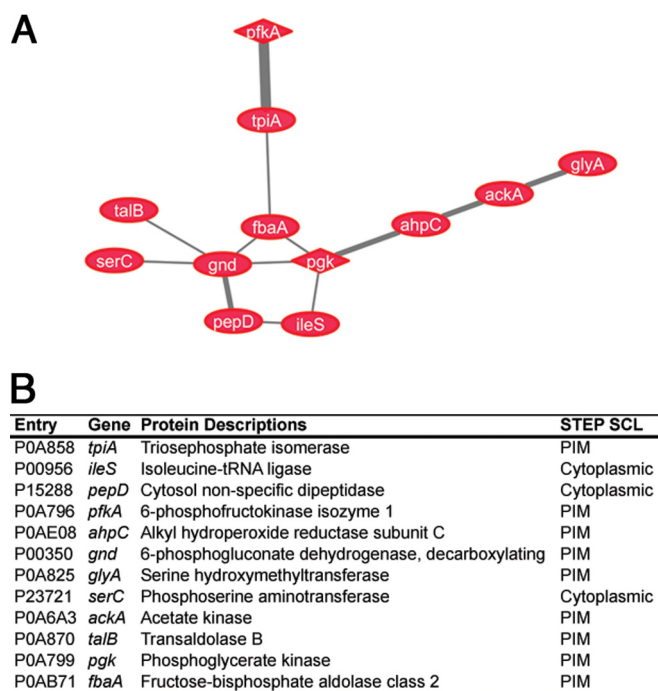 A
pfkA
tpiA
glyA
ackA
talB
ahpC
fbaA
serC
gnd
pgk
pepD
ileS
B
Entry Gene Protein Descriptions STEP SCL
P0A858 tpiA Triosephosphate isomerase PIM
P00956 ileS Isoleucine-tRNA ligase Cytoplasmic
P15288 pepD Cytosol non-specific dipeptidase Cytoplasmic
P0A796 pfkA 6-phosphofructokinase isozyme 1 PIM
P0AE08 ahpC Alkyl hydroperoxide reductase subunit C PIM
P00350 gnd 6-phosphogluconate dehydrogenase, decarboxylating PIM
P0A825 glyA Serine hydroxymethyltransferase PIM
P23721 serC Phosphoserine aminotransferase Cytoplasmic
P0A6A3 ackA Acetate kinase PIM
P0A870 talB Transaldolase B PIM
P0A799 pgk Phosphoglycerate kinase PIM
P0AB71 fbaA Fructose-bisphosphate aldolase class 2 PIM